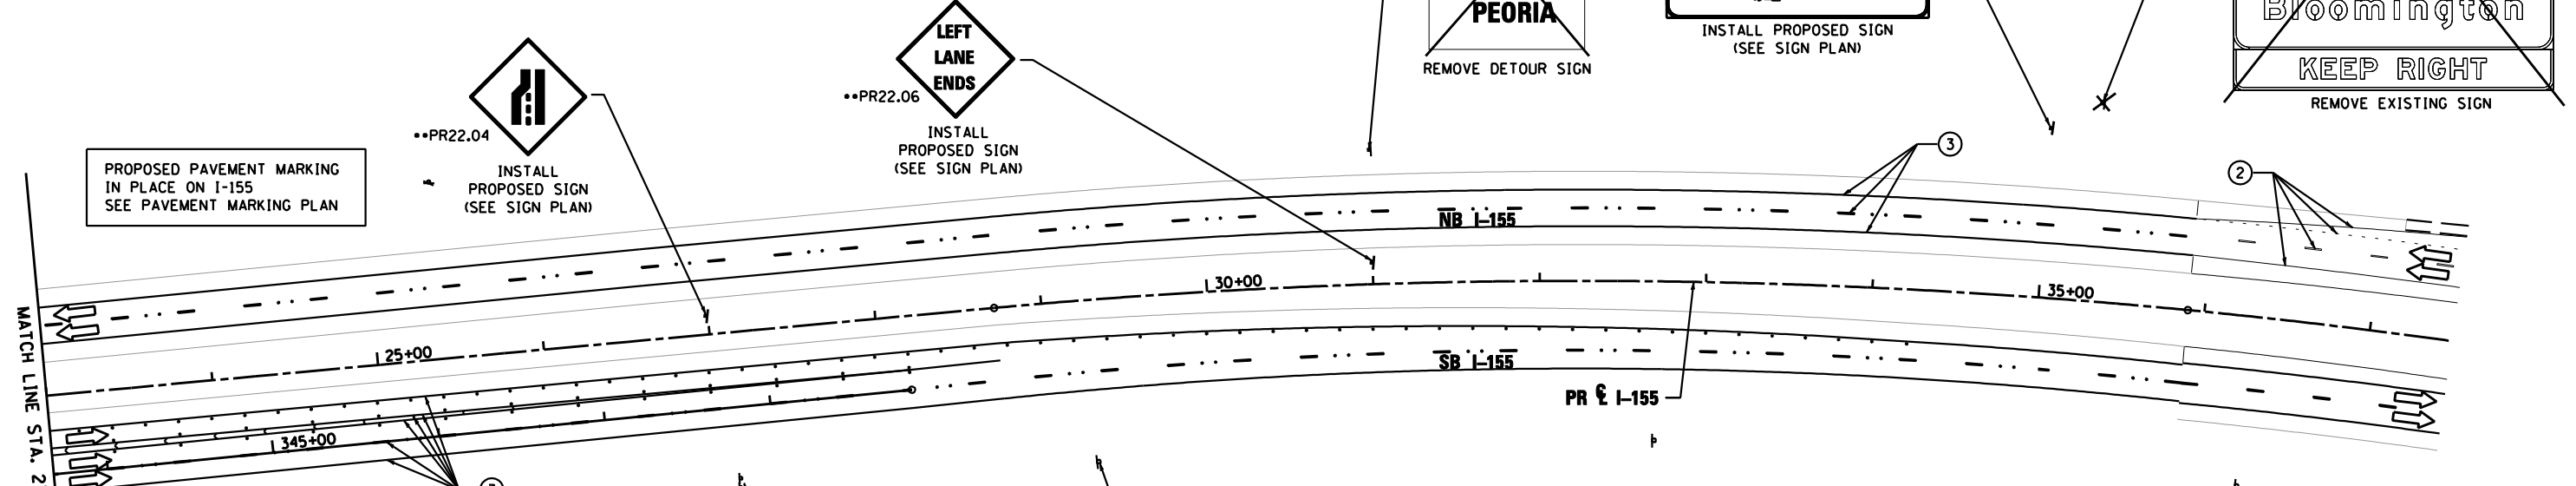 LEFT
LANE
ENDS
••PR22.06
INSTALL
PROPOSED SIGN
(SEE SIGN PLAN)
PEORIA
REMOVE DETOUR SIGN
INSTALL PROPOSED SIGN
(SEE SIGN PLAN)
Bloomington
KEEP RIGHT
REMOVE EXISTING SIGN
••PR22.04
INSTALL
PROPOSED SIGN
(SEE SIGN PLAN)
PROPOSED PAVEMENT MARKING
IN PLACE ON I-155
SEE PAVEMENT MARKING PLAN
3
2
NB I-155
30+00
35+00
25+00
SB I-155
PR ℄ I-155
345+00
MATCH LINE STA. 2